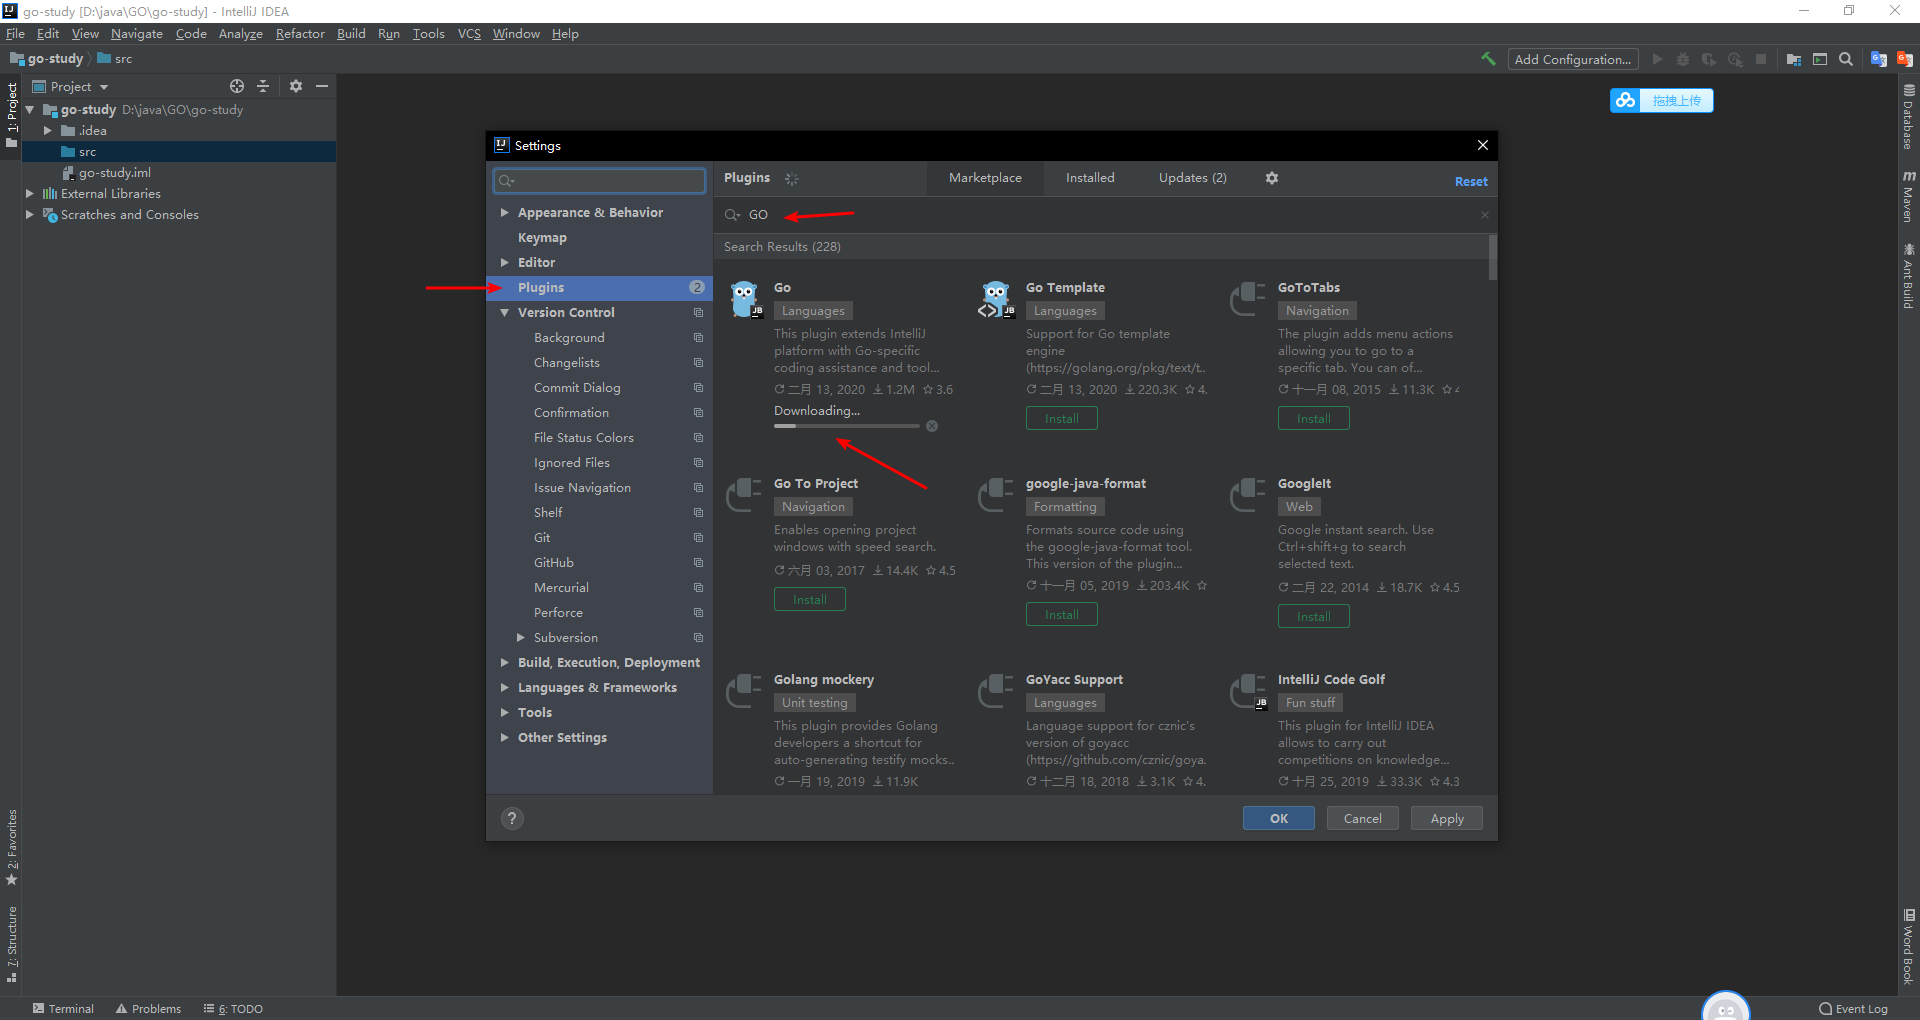 go-study [D:\java\GO\go-study] - IntelliJ IDEA
File Edit View Navigate Code Analyze Refactor Build Run Tools VCS Window Help
go-study src
Add Configuration...
Project
1: Project
go-study D:\java\GO\go-study
.idea
src
go-study.iml
External Libraries
Scratches and Consoles
拖拽上传
Database
Maven
Ant Build
Word Book
Settings
Appearance & Behavior
Keymap
Editor
Plugins 2
Version Control
Background
Changelists
Commit Dialog
Confirmation
File Status Colors
Ignored Files
Issue Navigation
Shelf
Git
GitHub
Mercurial
Perforce
Subversion
Build, Execution, Deployment
Languages & Frameworks
Tools
Other Settings
Plugins
Marketplace Installed Updates (2)
Reset
GO
Search Results (228)
Go
Languages
This plugin extends IntelliJ
platform with Go-specific
coding assistance and tool...
二月 13, 2020 1.2M 3.6
Downloading...
Go Template
Languages
Support for Go template
engine
(https://golang.org/pkg/text/t..
二月 13, 2020 220.3K 4.
Install
GoToTabs
Navigation
The plugin adds menu actions
allowing you to go to a
specific tab. You can of...
十一月 08, 2015 11.3K 4
Install
Go To Project
Navigation
Enables opening project
windows with speed search.
六月 03, 2017 14.4K 4.5
Install
google-java-format
Formatting
Formats source code using
the google-java-format tool.
This version of the plugin...
十一月 05, 2019 203.4K
Install
GoogleIt
Web
Google instant search. Use
Ctrl+shift+g to search
selected text.
二月 22, 2014 18.7K 4.5
Install
Golang mockery
Unit testing
This plugin provides Golang
developers a shortcut for
auto-generating testify mocks..
一月 19, 2019 11.9K
GoYacc Support
Languages
Language support for cznic's
version of goyacc
(https://github.com/cznic/goya.
十二月 18, 2018 3.1K 4.
IntelliJ Code Golf
Fun stuff
This plugin for IntelliJ IDEA
allows to carry out
competitions on knowledge...
十月 25, 2019 33.3K 4.3
?
OK Cancel Apply
2: Favorites
7: Structure
Terminal Problems 6: TODO
Event Log